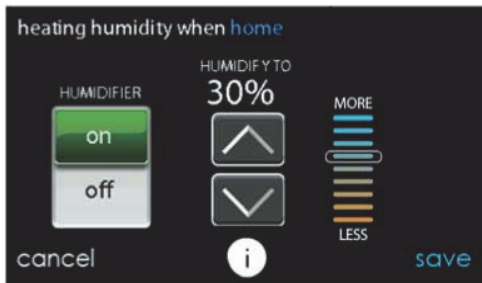 heating humidity when home
HUMIDIFIER
on
off
HUMIDIFY TO
30%
MORE
LESS
cancel
i
save